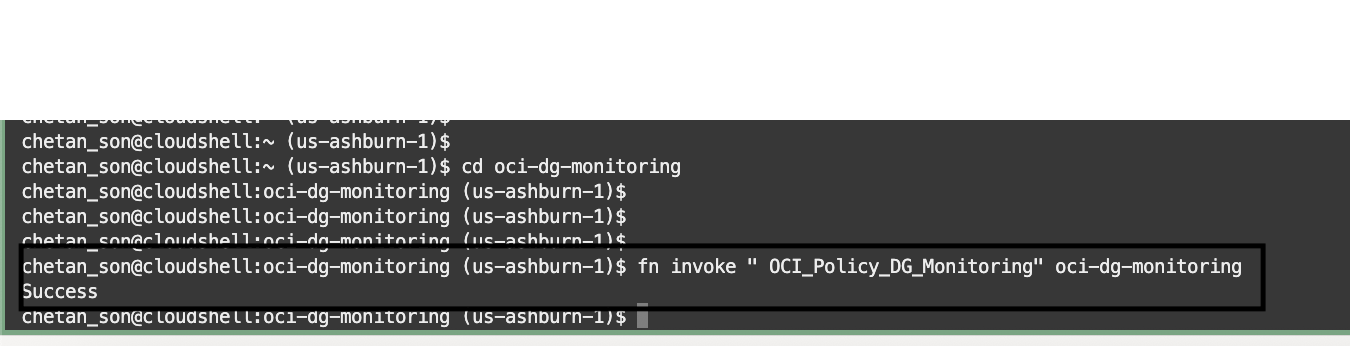 chetan_son@cloudshell:~ (us-ashburn-1)$
chetan_son@cloudshell:~ (us-ashburn-1)$
chetan_son@cloudshell:~ (us-ashburn-1)$ cd oci-dg-monitoring
chetan_son@cloudshell:oci-dg-monitoring (us-ashburn-1)$
chetan_son@cloudshell:oci-dg-monitoring (us-ashburn-1)$
chetan_son@cloudshell:oci-dg-monitoring (us-ashburn-1)$
chetan_son@cloudshell:oci-dg-monitoring (us-ashburn-1)$ fn invoke " OCI_Policy_DG_Monitoring" oci-dg-monitoring
Success
chetan_son@cloudshell:oci-dg-monitoring (us-ashburn-1)$